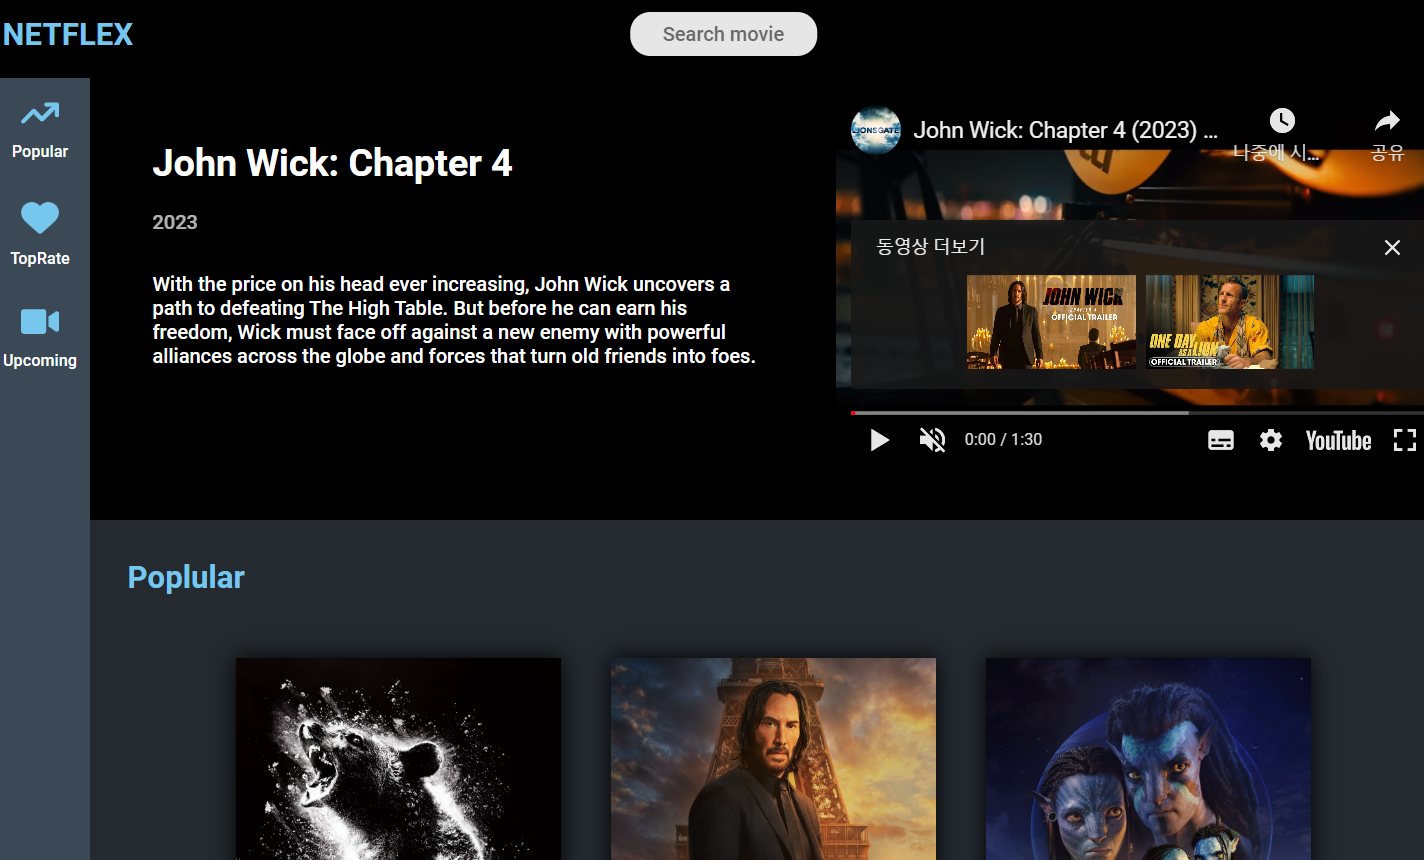 NETFLEX
Search movie
Popular
TopRate
Upcoming
John Wick: Chapter 4
2023
With the price on his head ever increasing, John Wick uncovers a
path to defeating The High Table. But before he can earn his
freedom, Wick must face off against a new enemy with powerful
alliances across the globe and forces that turn old friends into foes.
LIONSGATE
John Wick: Chapter 4 (2023) ...
나중에 시...
공유
동영상 더보기
JOHN WICK
CHAPTER 4
OFFICIAL TRAILER
ONE DAY
AS A LION
OFFICIAL TRAILER
0:00 / 1:30
YouTube
Poplular